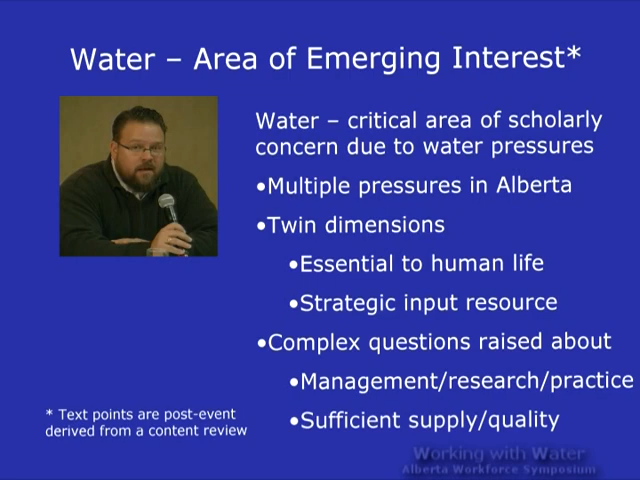 Water – Area of Emerging Interest*
Water – critical area of scholarly
concern due to water pressures
•Multiple pressures in Alberta
•Twin dimensions
•Essential to human life
•Strategic input resource
•Complex questions raised about
•Management/research/practice
•Sufficient supply/quality
* Text points are post-event
derived from a content review
Working with Water
Alberta Workforce Symposium